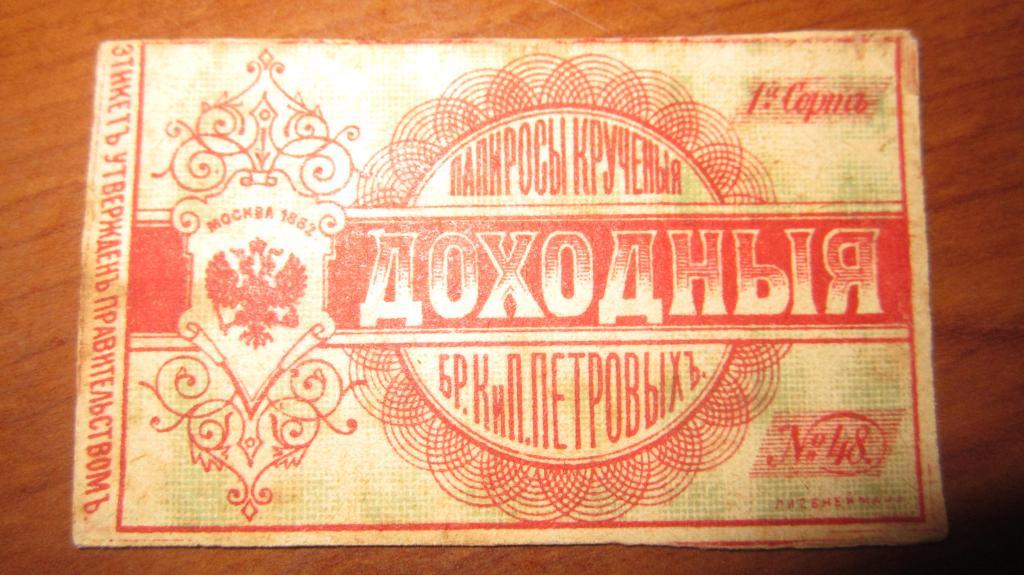 ЭТИКЕТЪ УТВЕРЖДЕНЪ ПРАВИТЕЛЬСТВОМЪ.
1й Сортъ
ПАПИРОСЫ КРУЧЕНЫЯ
МОСКВА 1882
ДОХОДНЫЯ
БР. К и П. ПЕТРОВЫХЪ.
№ 48